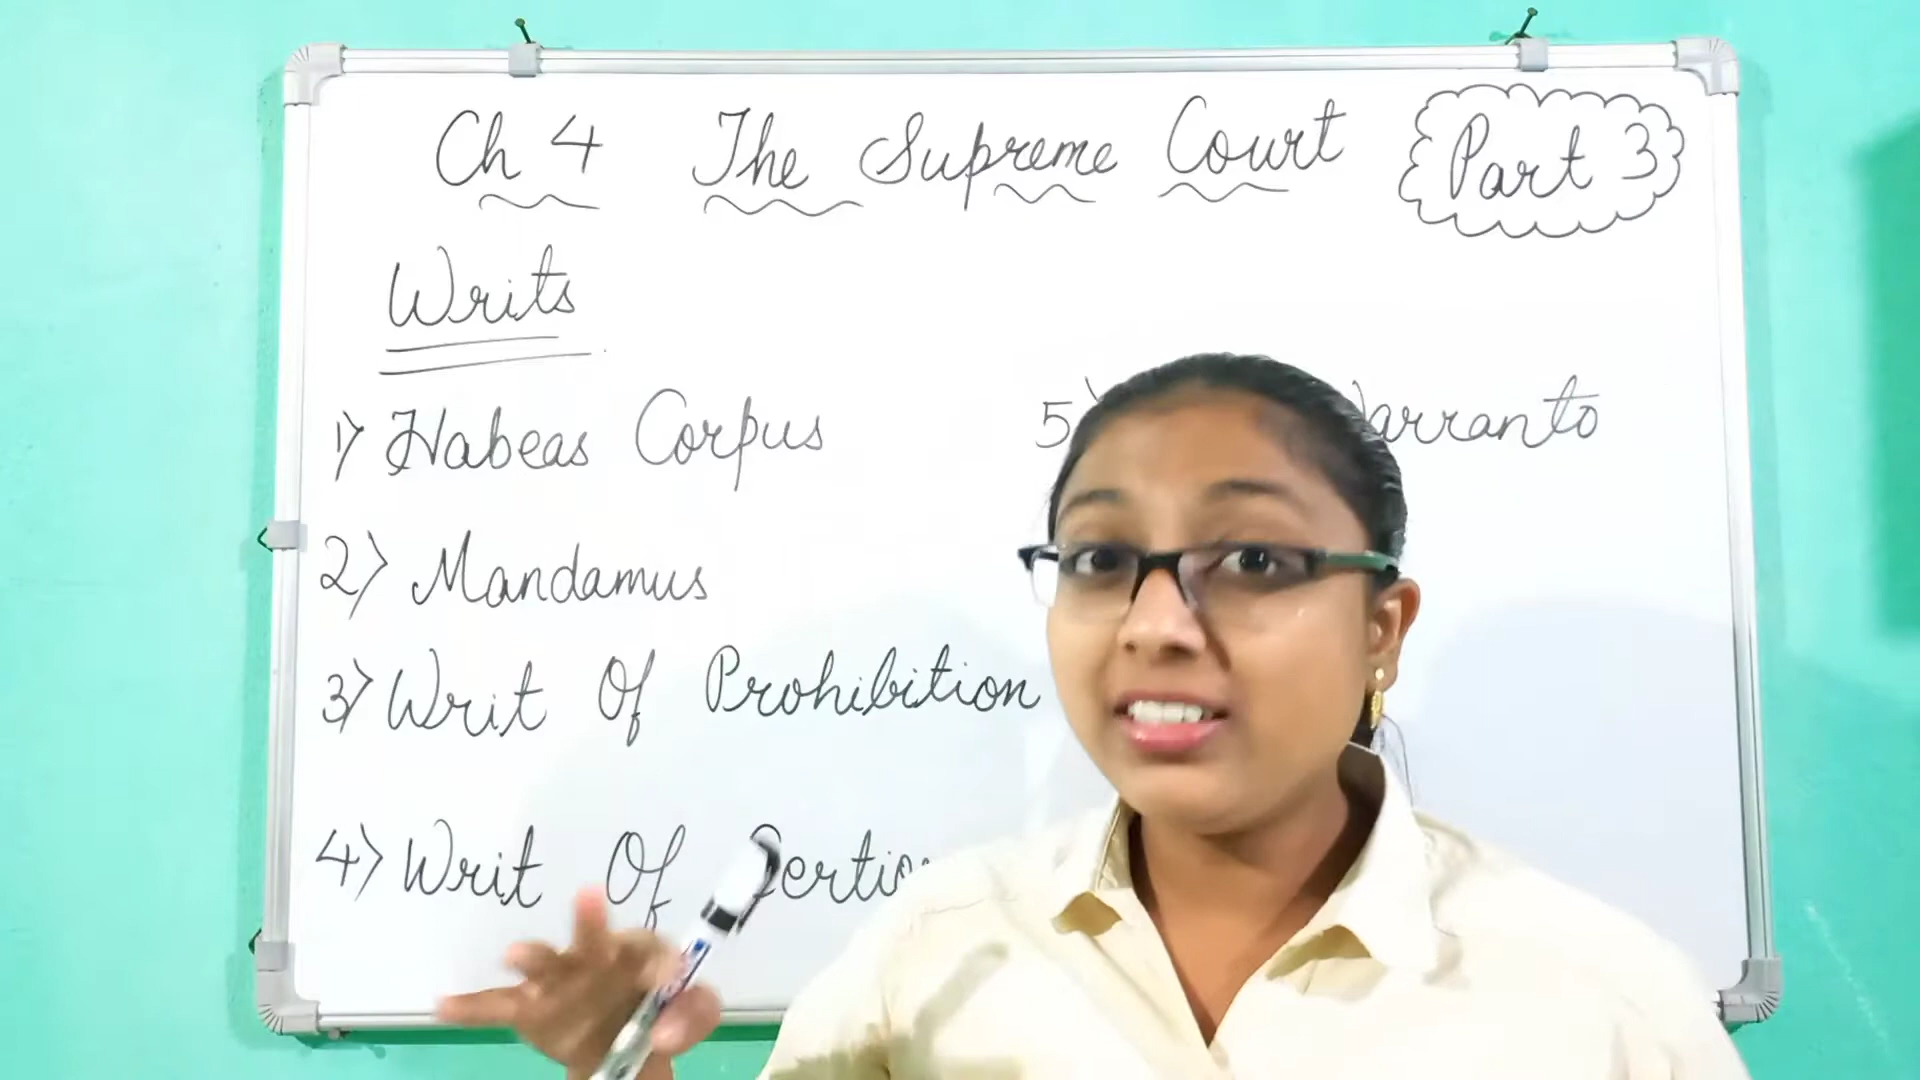 Ch 4 The Supreme Court Part 3
Writs
1) Habeas Corpus
5) Warranto
2) Mandamus
3) Writ Of Prohibition
4) Writ Of